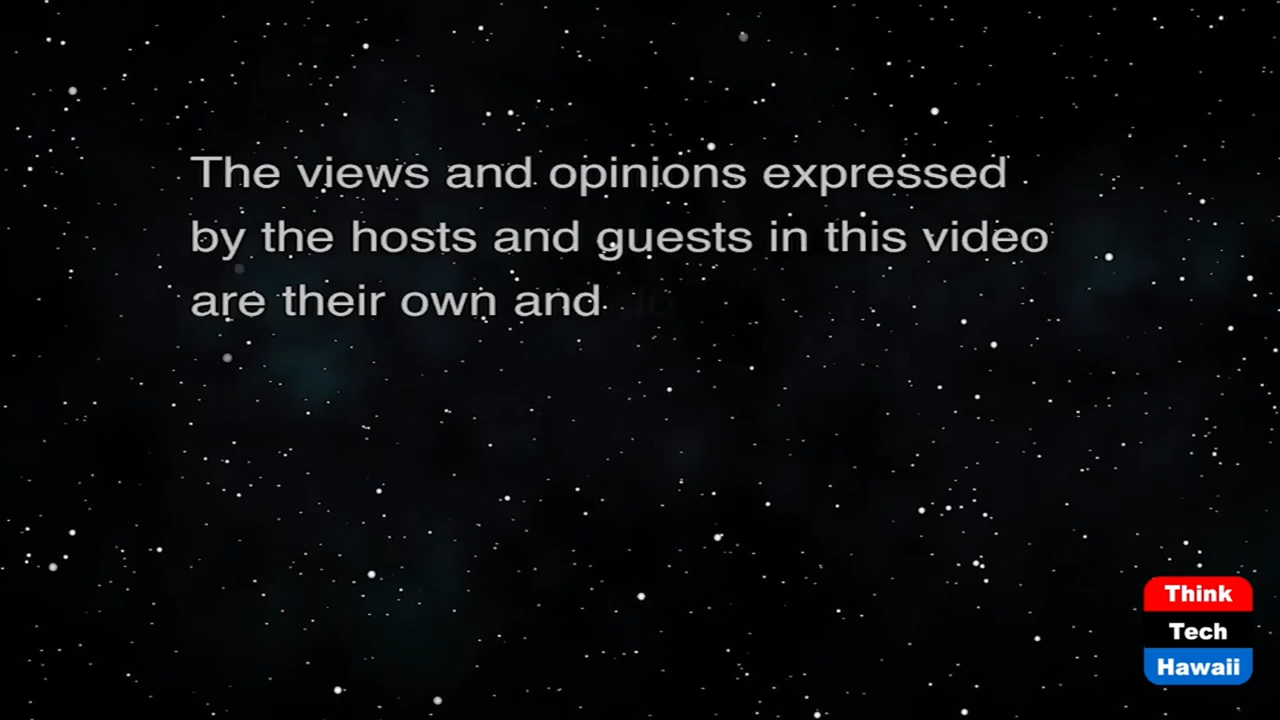 The views and opinions expressed
by the hosts and guests in this video
are their own and
Think
Tech
Hawaii